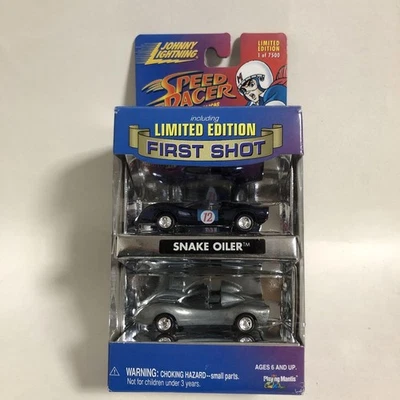 JOHNNY
LIGHTNING
LIMITED
EDITION
1 of 7500
SPEED
RACER
including
LIMITED EDITION
FIRST SHOT
12
SNAKE OILER™
WARNING: CHOKING HAZARD—small parts.
Not for children under 3 years.
AGES 6 AND UP.
Playing Mantis